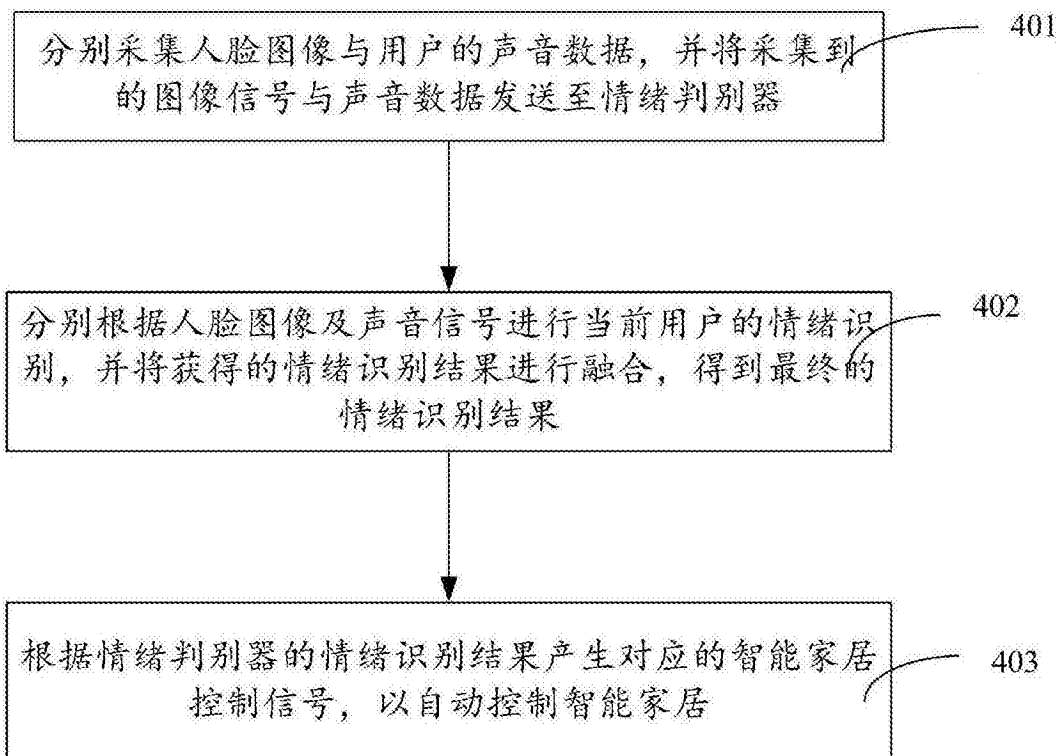 分别采集人脸图像与用户的声音数据，并将采集到
的图像信号与声音数据发送至情绪判别器
401
分别根据人脸图像及声音信号进行当前用户的情绪识
别，并将获得的情绪识别结果进行融合，得到最终的
情绪识别结果
402
根据情绪判别器的情绪识别结果产生对应的智能家居
控制信号，以自动控制智能家居
403